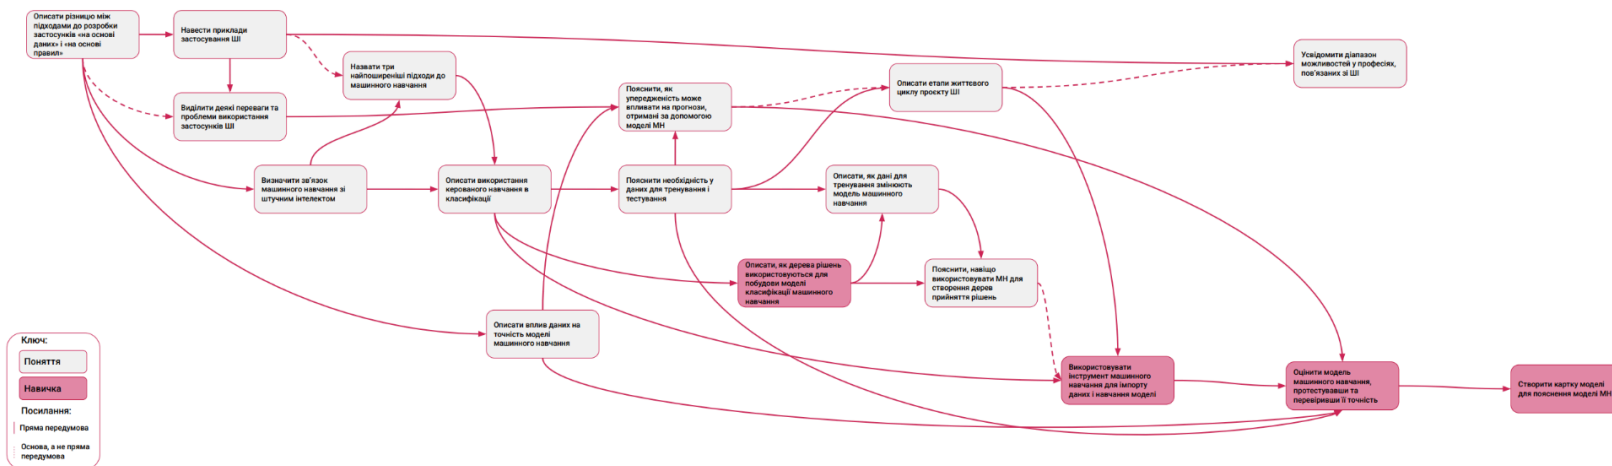 Описати різницю між
підходами до розробки
застосунків «на основі
даних» і «на основі
правил»
Навести приклади
застосування ШІ
Назвати три
найпоширеніші підходи до
машинного навчання
Виділити деякі переваги та
проблеми використання
застосунків ШІ
Пояснити, як
упередженість може
впливати на прогнози,
отримані за допомогою
моделі МН
Описати етапи життєвого
циклу проєкту ШІ
Усвідомити діапазон
можливостей у професіях,
пов'язаних зі ШІ
Визначити зв'язок
машинного навчання зі
штучним інтелектом
Описати використання
керованого навчання в
класифікації
Пояснити необхідність у
даних для тренування і
тестування
Описати, як дані для
тренування змінюють
модель машинного
навчання
Описати, як дерева рішень
використовуються для
побудови моделі
класифікації машинного
навчання
Пояснити, навіщо
використовувати МН для
створення дерев
прийняття рішень
Описати вплив даних на
точність моделі
машинного навчання
Використовувати
інструмент машинного
навчання для імпорту
даних і навчання моделі
Оцінити модель
машинного навчання,
протестувавши та
перевіривши її точність
Створити картку моделі
для пояснення моделі МН
Ключ:
Поняття
Навичка
Посилання:
Пряма передумова
Основа, а не пряма
передумова